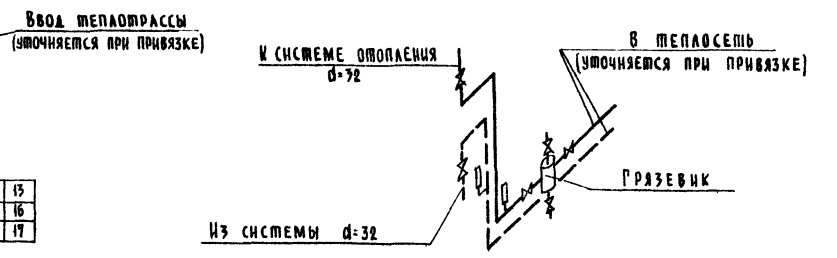 Ввод теплотрассы
(уточняется при привязке)
К системе отопления
d=32
В теплосеть
(уточняется при привязке)
Грязевик
Из системы d=32
13
16
17